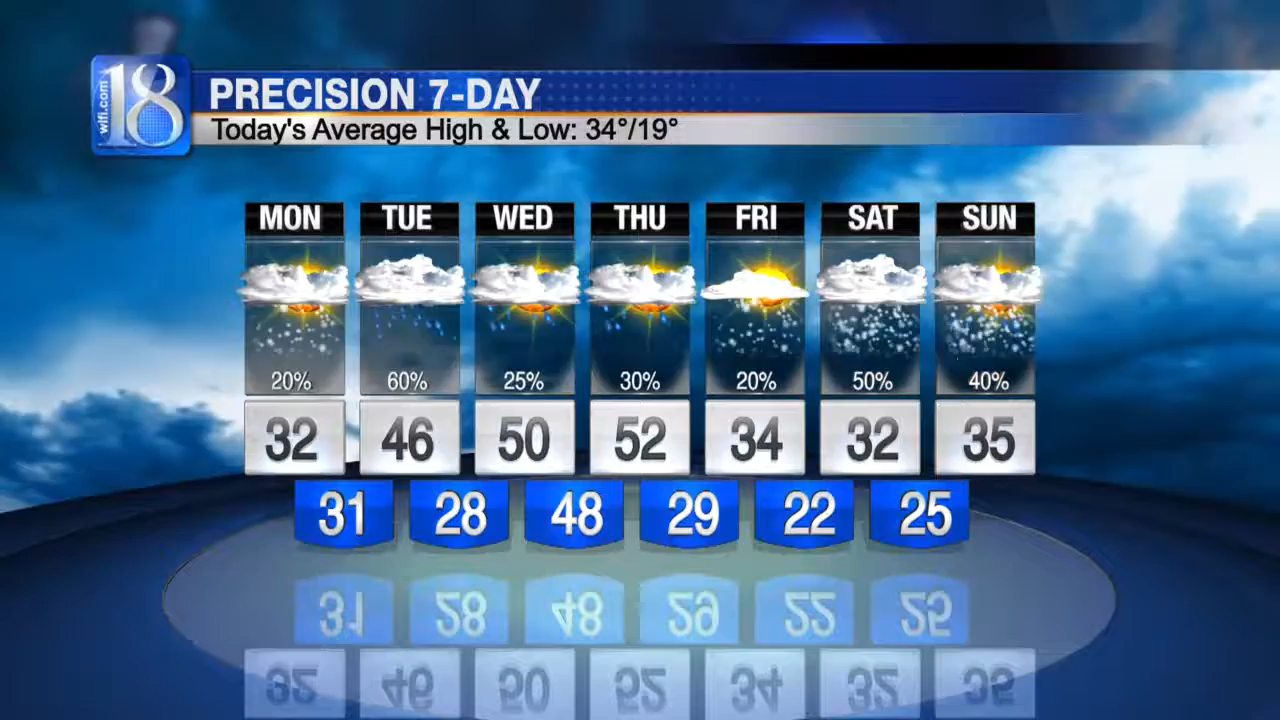 wlfi.com
18
PRECISION 7-DAY
Today's Average High & Low: 34°/19°
MON TUE WED THU FRI SAT SUN
20% 60% 25% 30% 20% 50% 40%
32 46 50 52 34 32 35
31 28 48 29 22 25